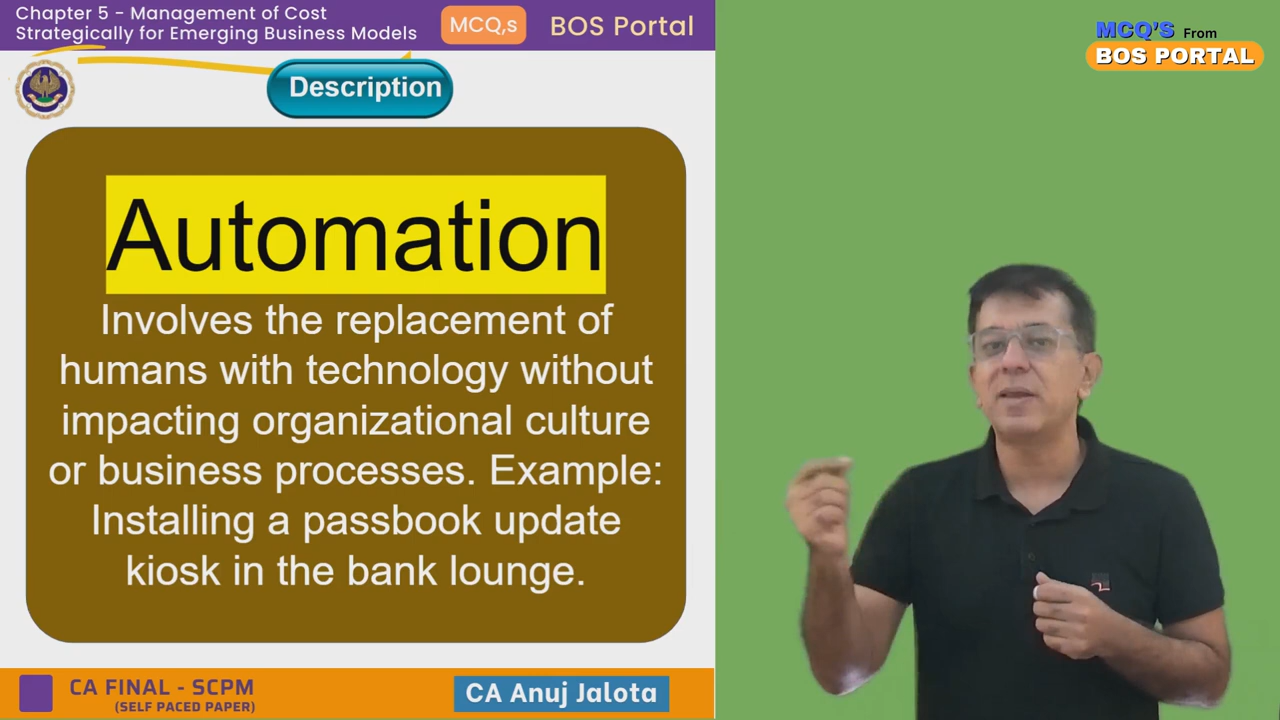 Chapter 5 - Management of Cost
Strategically for Emerging Business Models
MCQ,s
BOS Portal
MCQ'S From
BOS PORTAL
Description
Automation
Involves the replacement of
humans with technology without
impacting organizational culture
or business processes. Example:
Installing a passbook update
kiosk in the bank lounge.
CA FINAL - SCPM
(SELF PACED PAPER)
CA Anuj Jalota